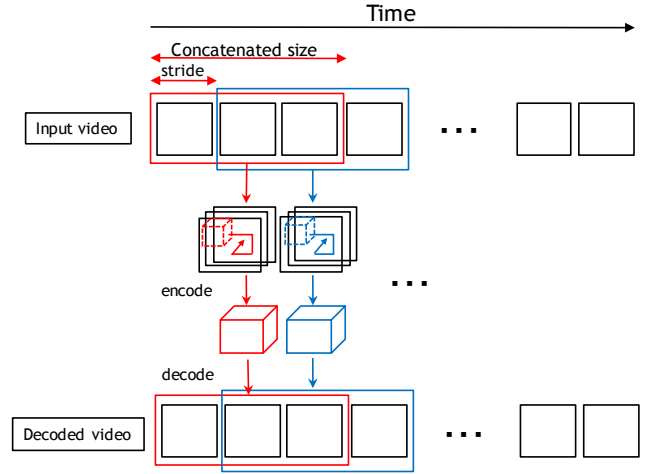 Time
Concatenated size
stride
Input video
...
...
encode
decode
Decoded video
...